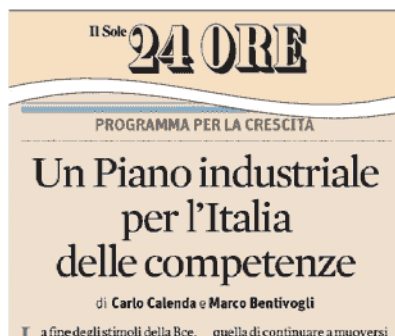 Il Sole
24 ORE
PROGRAMMA PER LA CRESCITA
Un Piano industriale
per l'Italia
delle competenze
di Carlo Calenda e Marco Bentivogli
La fine degli stimoli della Bce,
quella di continuare a muoversi